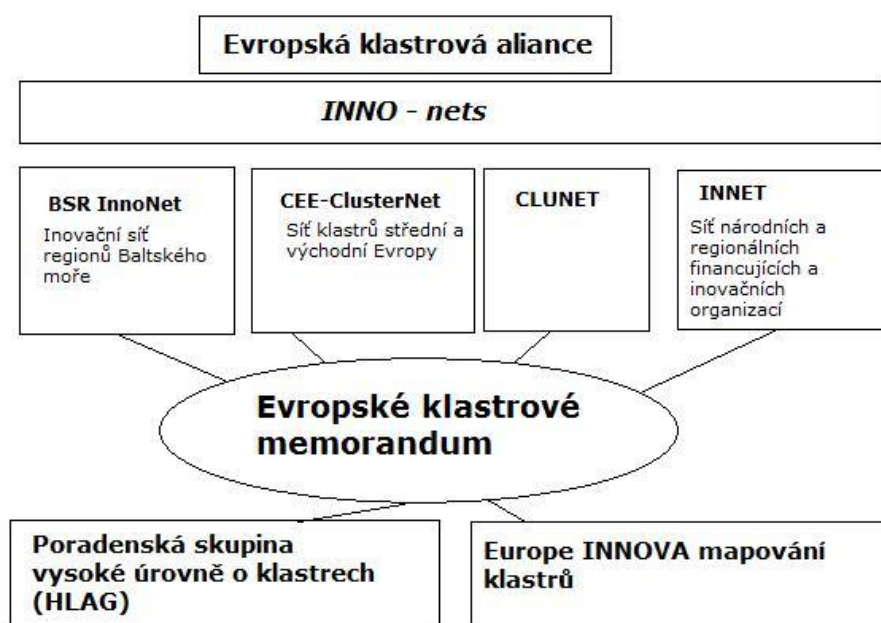 Evropská klastrová aliance
INNO - nets
BSR InnoNet
Inovační síť
regionů Baltského
moře
CEE-ClusterNet
Síť klastrů střední a
východní Evropy
CLUNET
INNET
Síť národních a
regionálních
financujících a
inovačních
organizací
Evropské klastrové
memorandum
Poradenská skupina
vysoké úrovně o klastrech
(HLAG)
Europe INNOVA mapování
klastrů